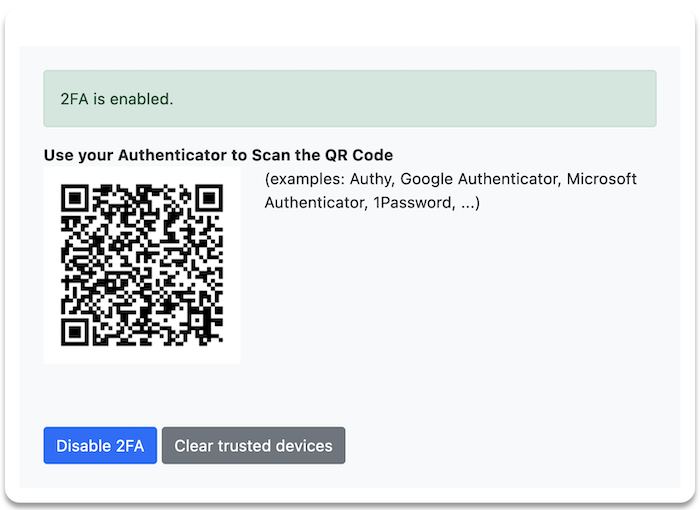 2FA is enabled.
Use your Authenticator to Scan the QR Code
(examples: Authy, Google Authenticator, Microsoft
Authenticator, 1Password, ...)
Disable 2FA
Clear trusted devices